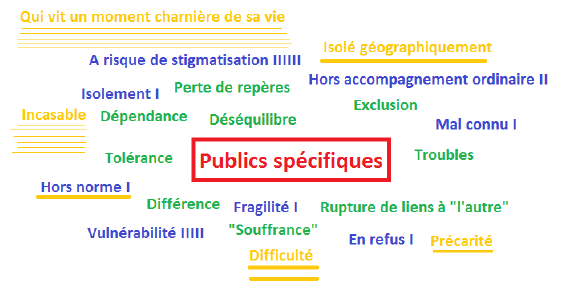 Qui vit un moment charnière de sa vie
Isolé géographiquement
A risque de stigmatisation IIIIII
Hors accompagnement ordinaire II
Isolement I
Perte de repères
Exclusion
Incasable
Dépendance
Déséquilibre
Mal connu I
Tolérance
Publics spécifiques
Troubles
Hors norme I
Différence
Fragilité I
Rupture de liens à "l'autre"
Vulnérabilité IIIII
"Souffrance"
En refus I
Précarité
Difficulté